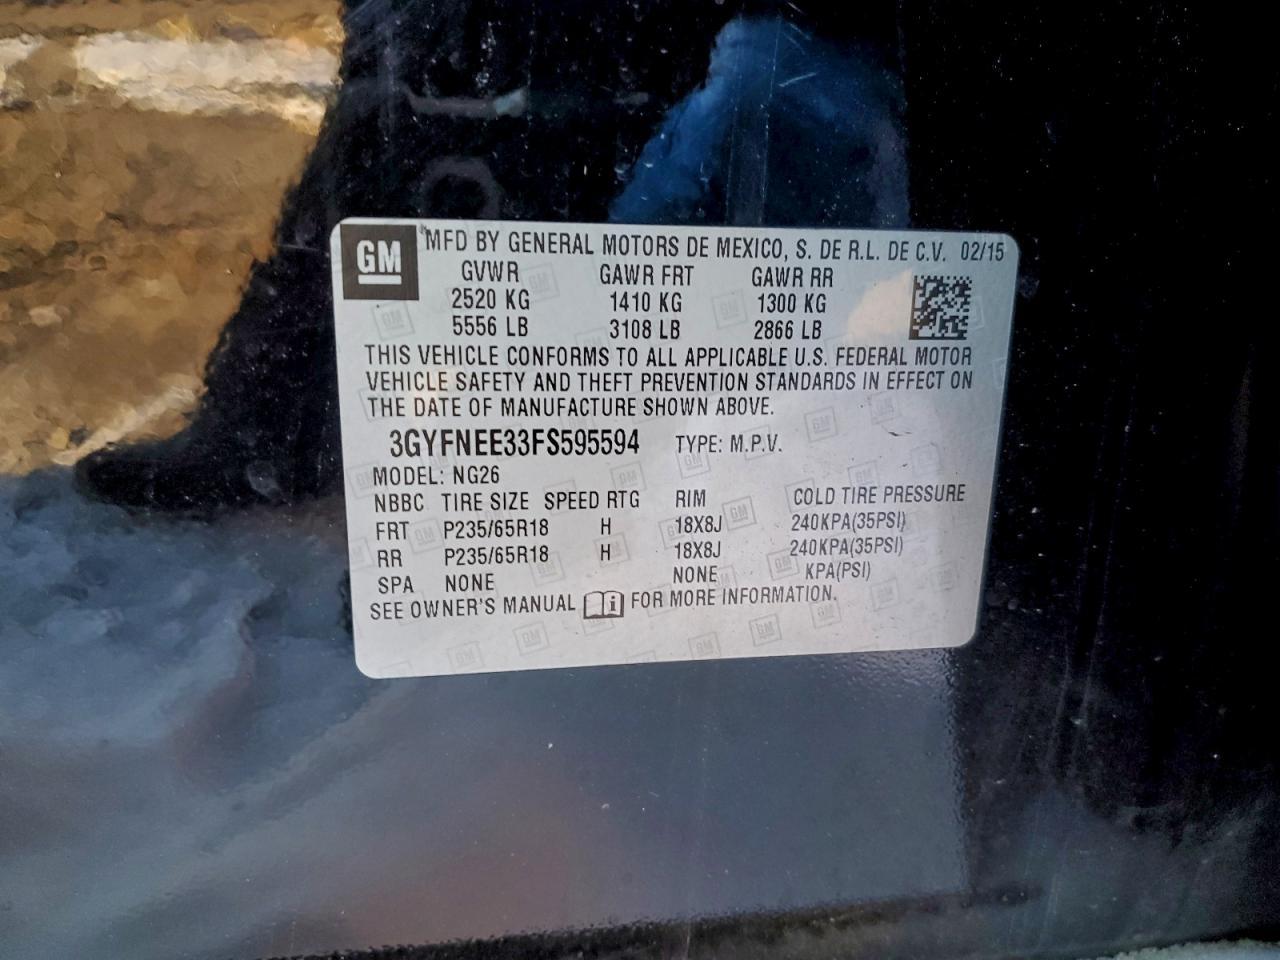 GM
MFD BY GENERAL MOTORS DE MEXICO, S. DE R.L. DE C.V. 02/15
GVWR GAWR FRT GAWR RR
2520 KG 1410 KG 1300 KG
5556 LB 3108 LB 2866 LB
THIS VEHICLE CONFORMS TO ALL APPLICABLE U.S. FEDERAL MOTOR
VEHICLE SAFETY AND THEFT PREVENTION STANDARDS IN EFFECT ON
THE DATE OF MANUFACTURE SHOWN ABOVE.
3GYFNEE33FS595594 TYPE: M.P.V.
MODEL: NG26
NBBC TIRE SIZE SPEED RTG RIM COLD TIRE PRESSURE
FRT P235/65R18 H 18X8J 240KPA(35PSI)
RR P235/65R18 H 18X8J 240KPA(35PSI)
SPA NONE NONE KPA(PSI)
SEE OWNER'S MANUAL FOR MORE INFORMATION.